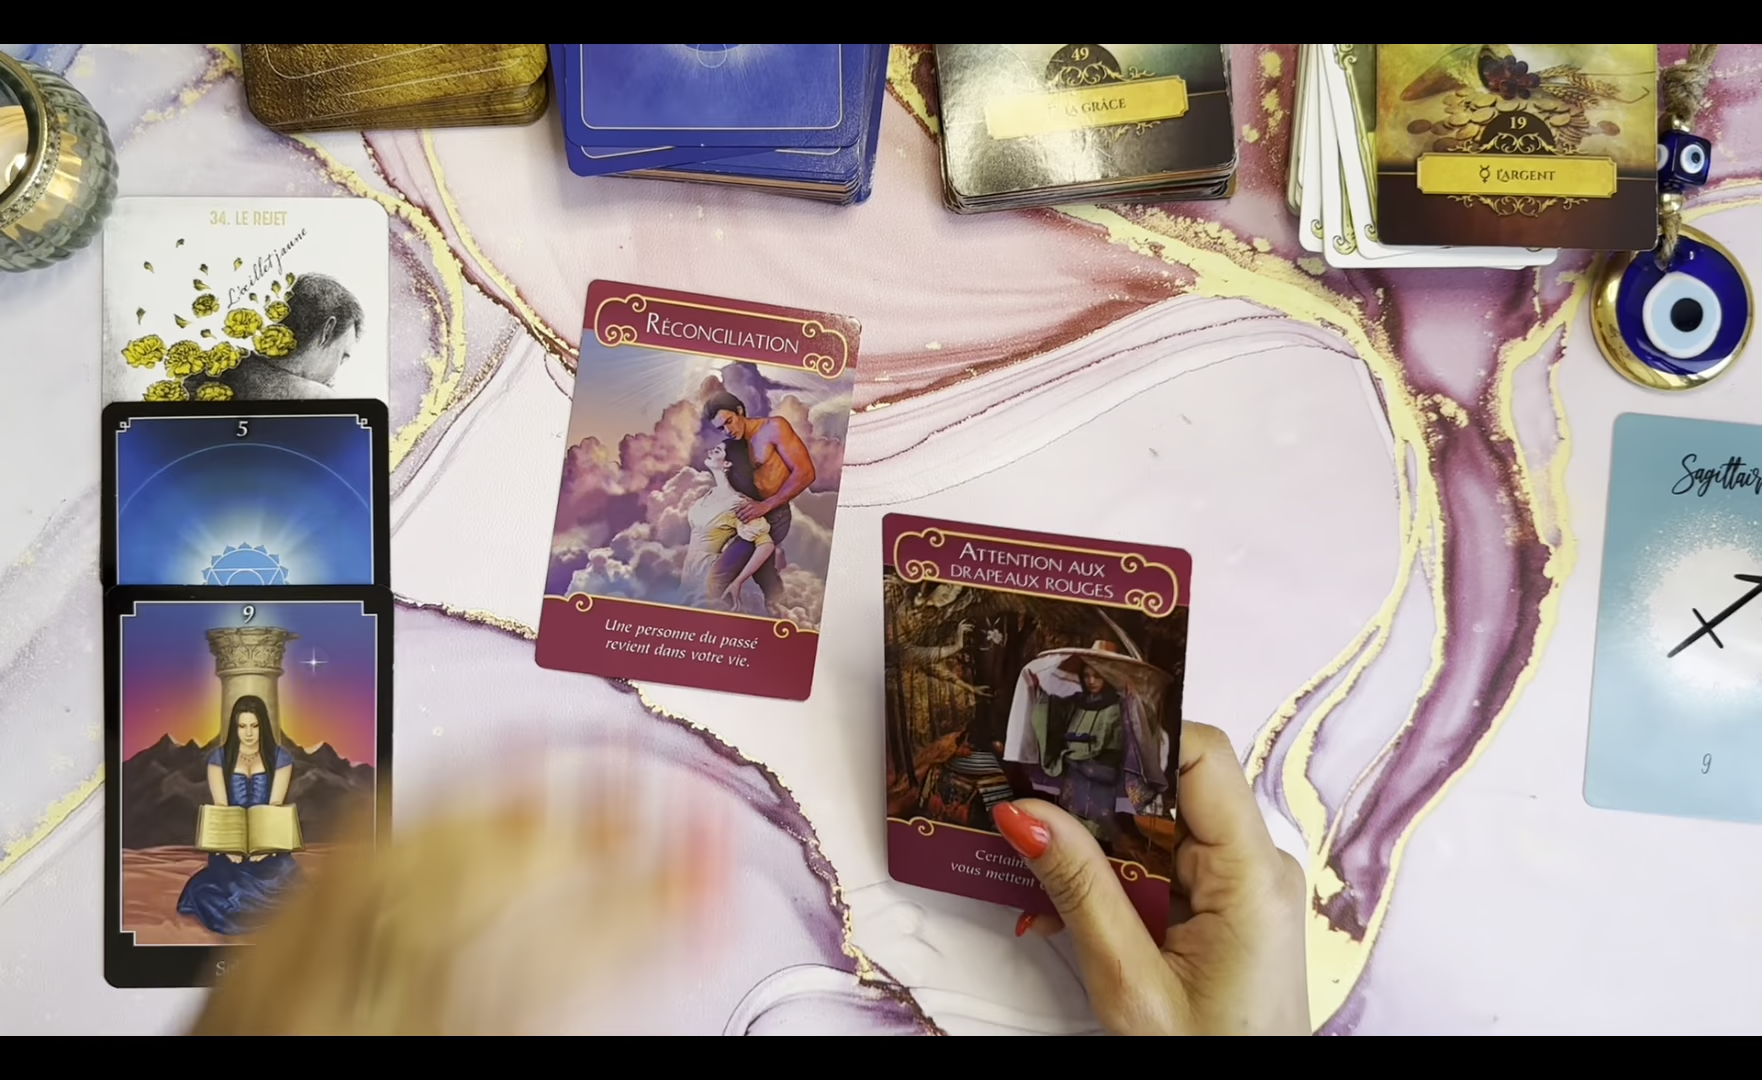 49
LA GRÂCE
19
L'ARGENT
34. LE REJET
L'œillet jaune
RÉCONCILIATION
Une personne du passé
revient dans votre vie.
5
9
ATTENTION AUX
DRAPEAUX ROUGES
vous mettent
9